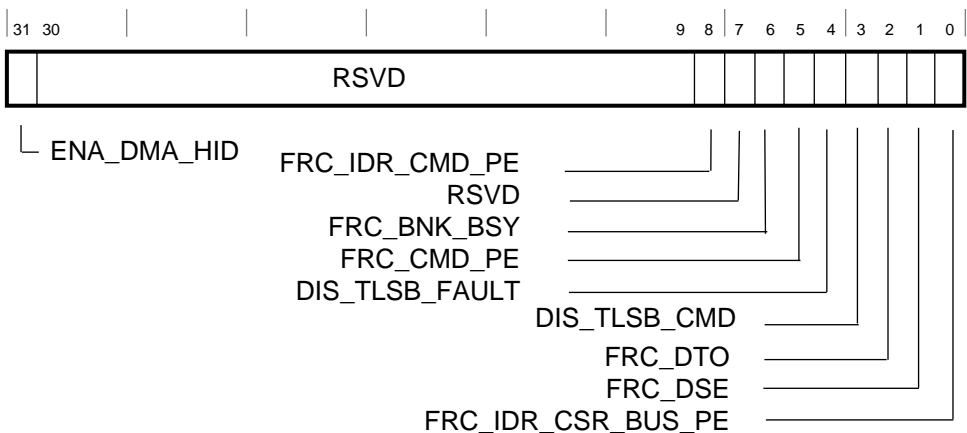 31 30 9 8 7 6 5 4 3 2 1 0
RSVD
ENA_DMA_HID
FRC_IDR_CMD_PE
RSVD
FRC_BNK_BSY
FRC_CMD_PE
DIS_TLSB_FAULT
DIS_TLSB_CMD
FRC_DTO
FRC_DSE
FRC_IDR_CSR_BUS_PE